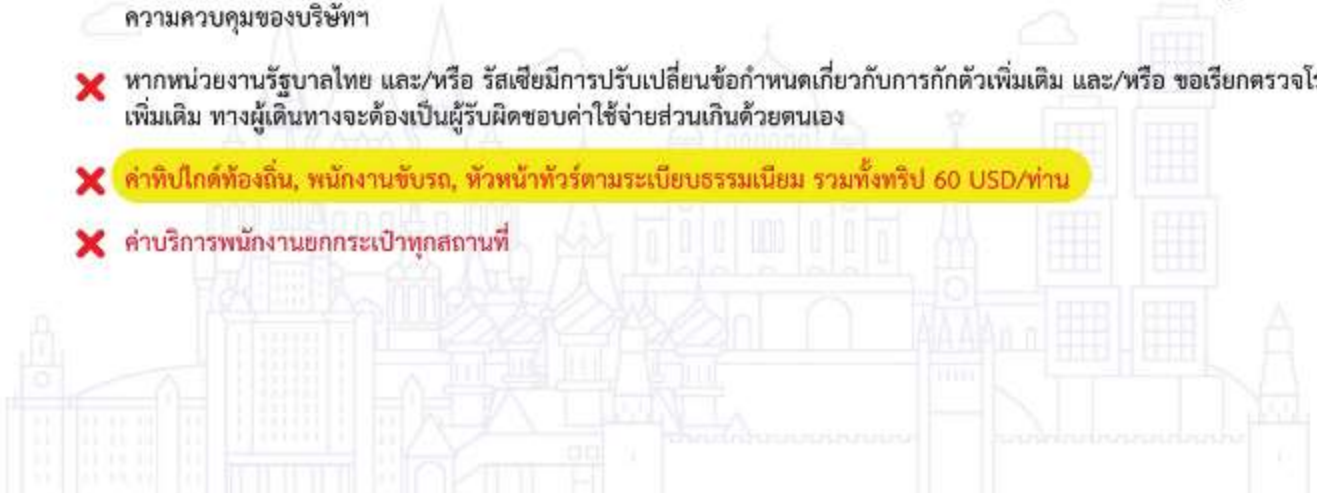 ความควบคุมของบริษัทฯ
หากหน่วยงานรัฐบาลไทย และ/หรือ รัสเซียมีการปรับเปลี่ยนข้อกำหนดเกี่ยวกับการกักตัวเพิ่มเติม และ/หรือ ขอเรียกตรวจ
เพิ่มเติม ทางผู้เดินทางจะต้องเป็นผู้รับผิดชอบค่าใช้จ่ายส่วนเกินด้วยตนเอง
ค่าทิปไกด์ท้องถิ่น, พนักงานขับรถ, หัวหน้าทัวร์ตามระเบียบธรรมเนียม รวมทั้งทริป 60 USD/ท่าน
ค่าบริการพนักงานยกกระเป๋าทุกสถานที่